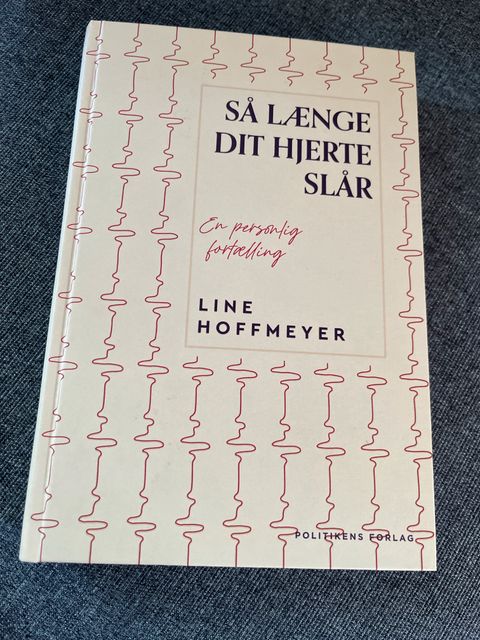 SÅ LÆNGE
DIT HJERTE
SLÅR
En personlig
fortælling
LINE
HOFFMEYER
POLITIKENS FORLAG